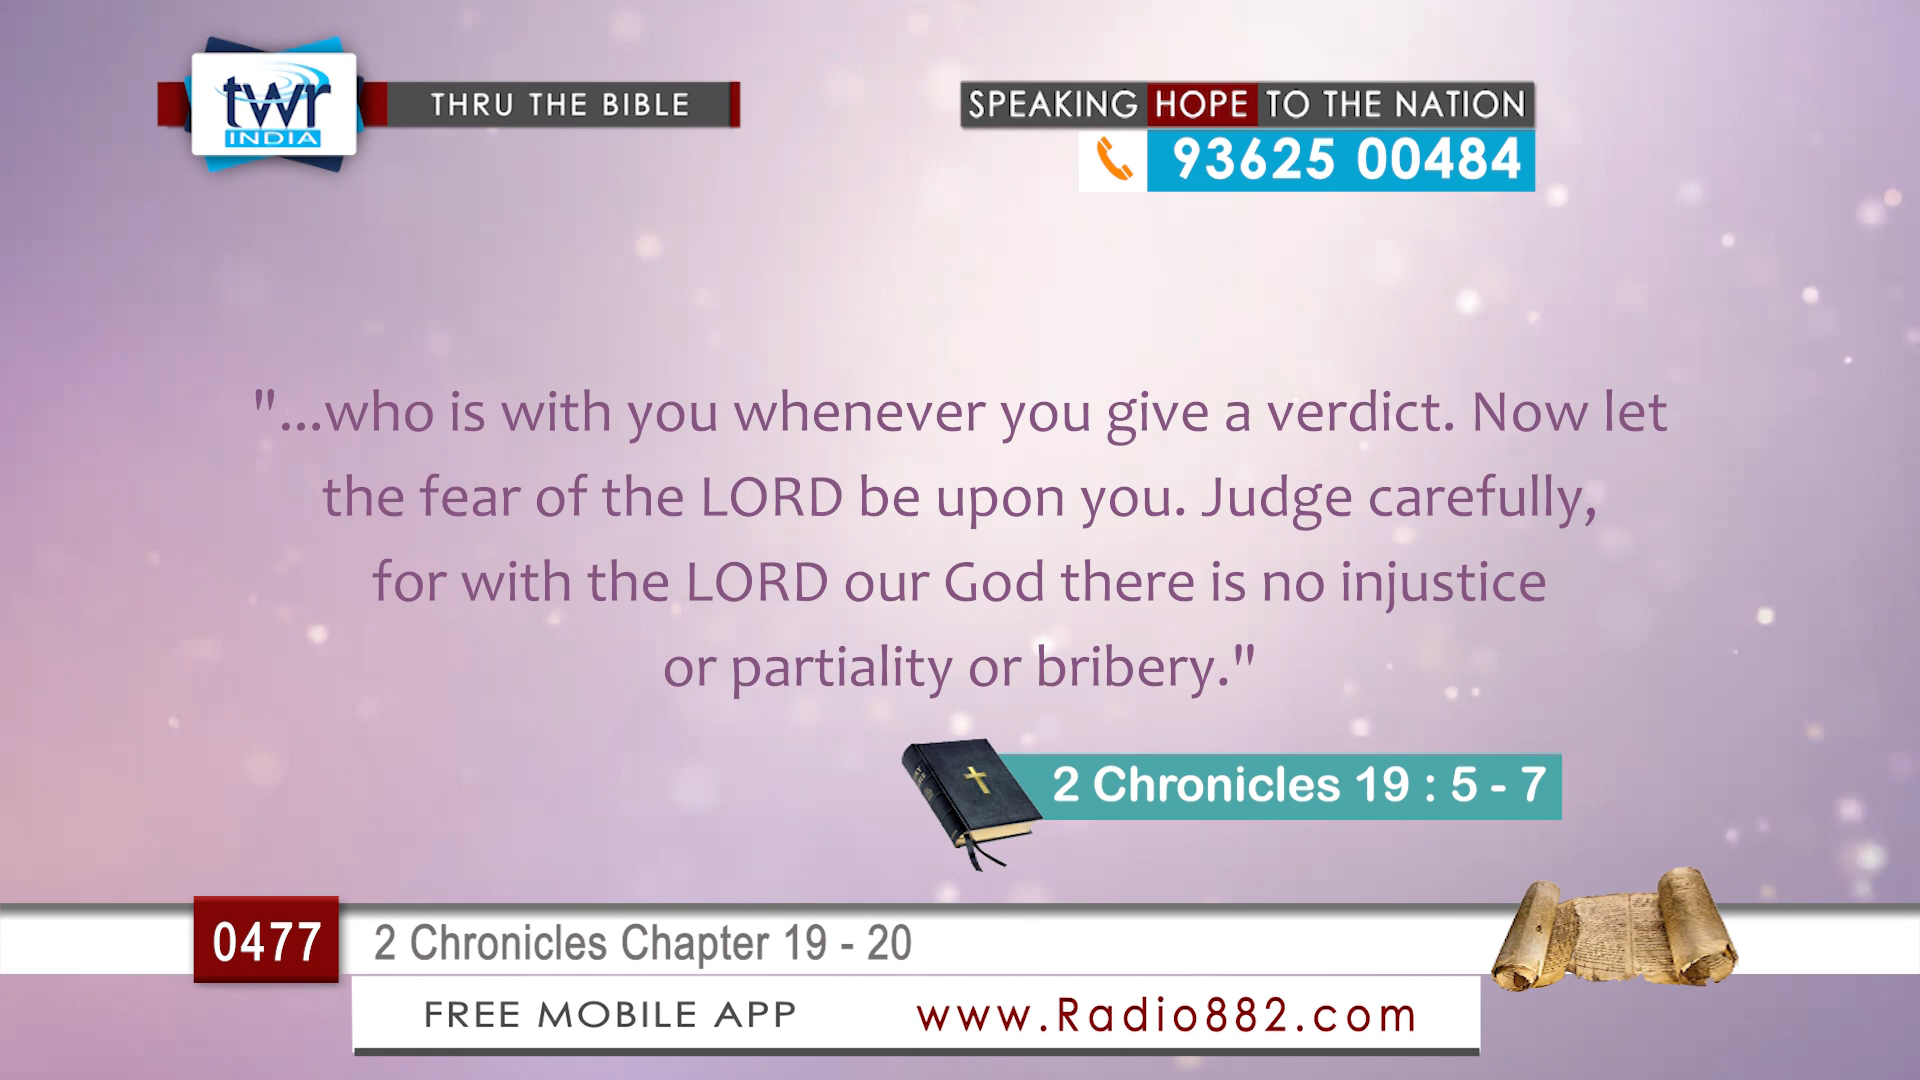 twr
INDIA
THRU THE BIBLE
SPEAKING HOPE TO THE NATION
93625 00484
"...who is with you whenever you give a verdict. Now let
the fear of the LORD be upon you. Judge carefully,
for with the LORD our God there is no injustice
or partiality or bribery."
2 Chronicles 19 : 5 - 7
0477
2 Chronicles Chapter 19 - 20
FREE MOBILE APP
www.Radio882.com